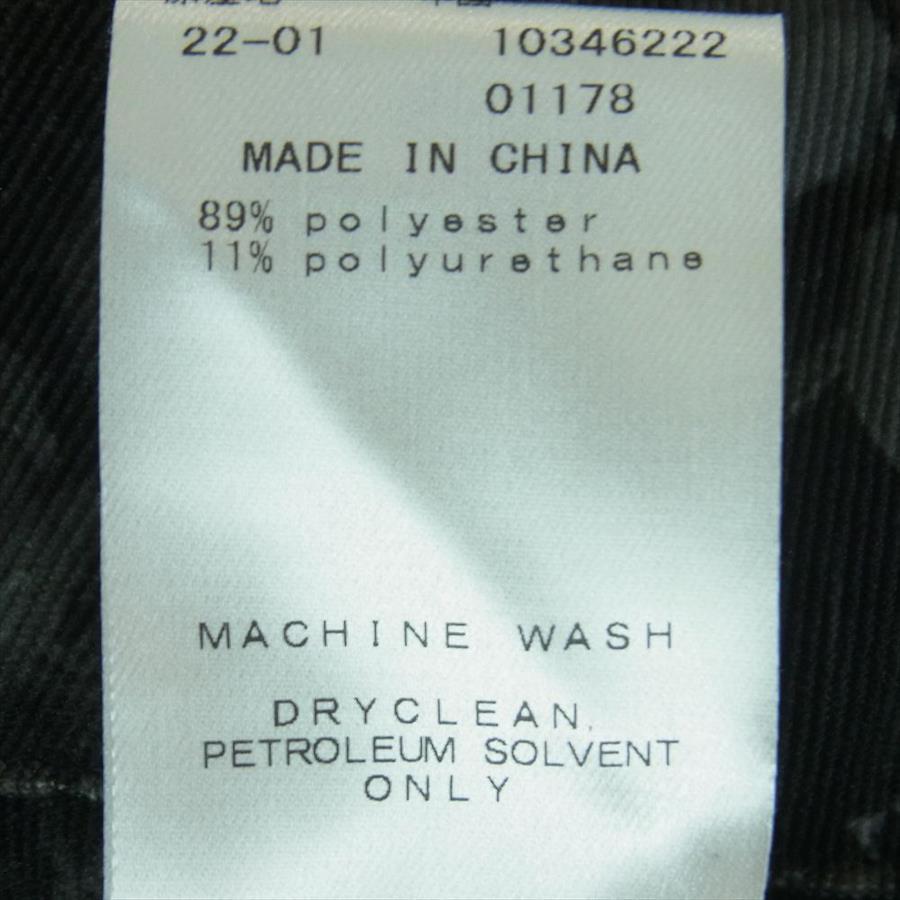 22-01 10346222
01178
MADE IN CHINA
89% polyester
11% polyurethane
MACHINE WASH
DRYCLEAN,
PETROLEUM SOLVENT
ONLY